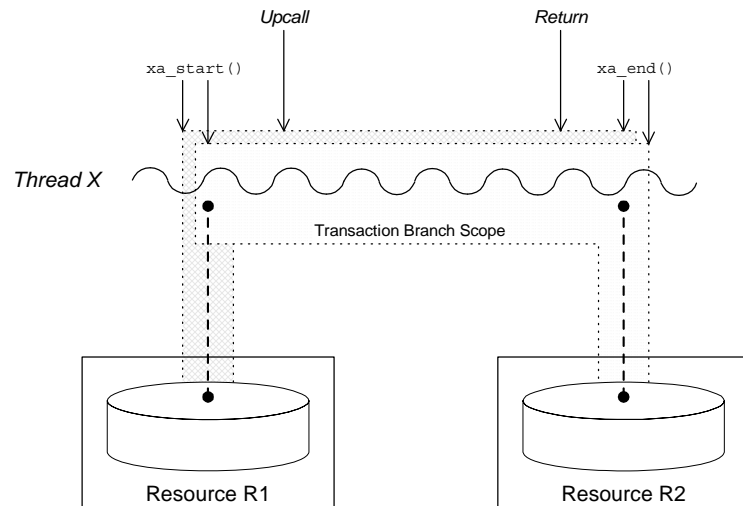 Upcall
Return
xa_start()
xa_end()
Thread X
Transaction Branch Scope
Resource R1
Resource R2